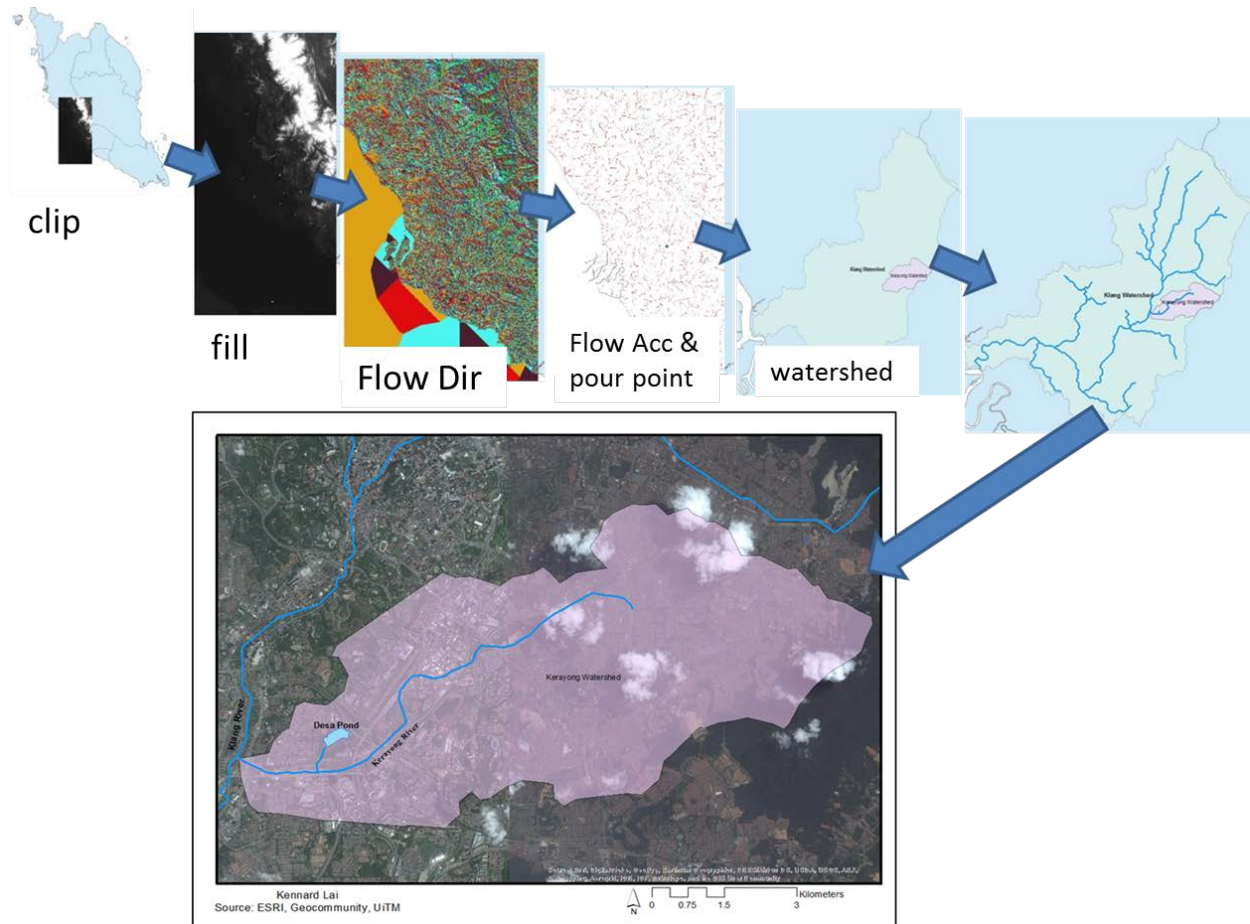 clip
fill
Flow Dir
Flow Acc &
pour point
watershed
Klang Watershed
Kerayong Watershed
Klang Watershed
Kerayong Watershed
Kerayong Watershed
Desa Pond
Klang River
Kerayong River
Kennard Lai
Source: ESRI, Geocommunity, UiTM
N
Kilometers
0 0.75 1.5 3